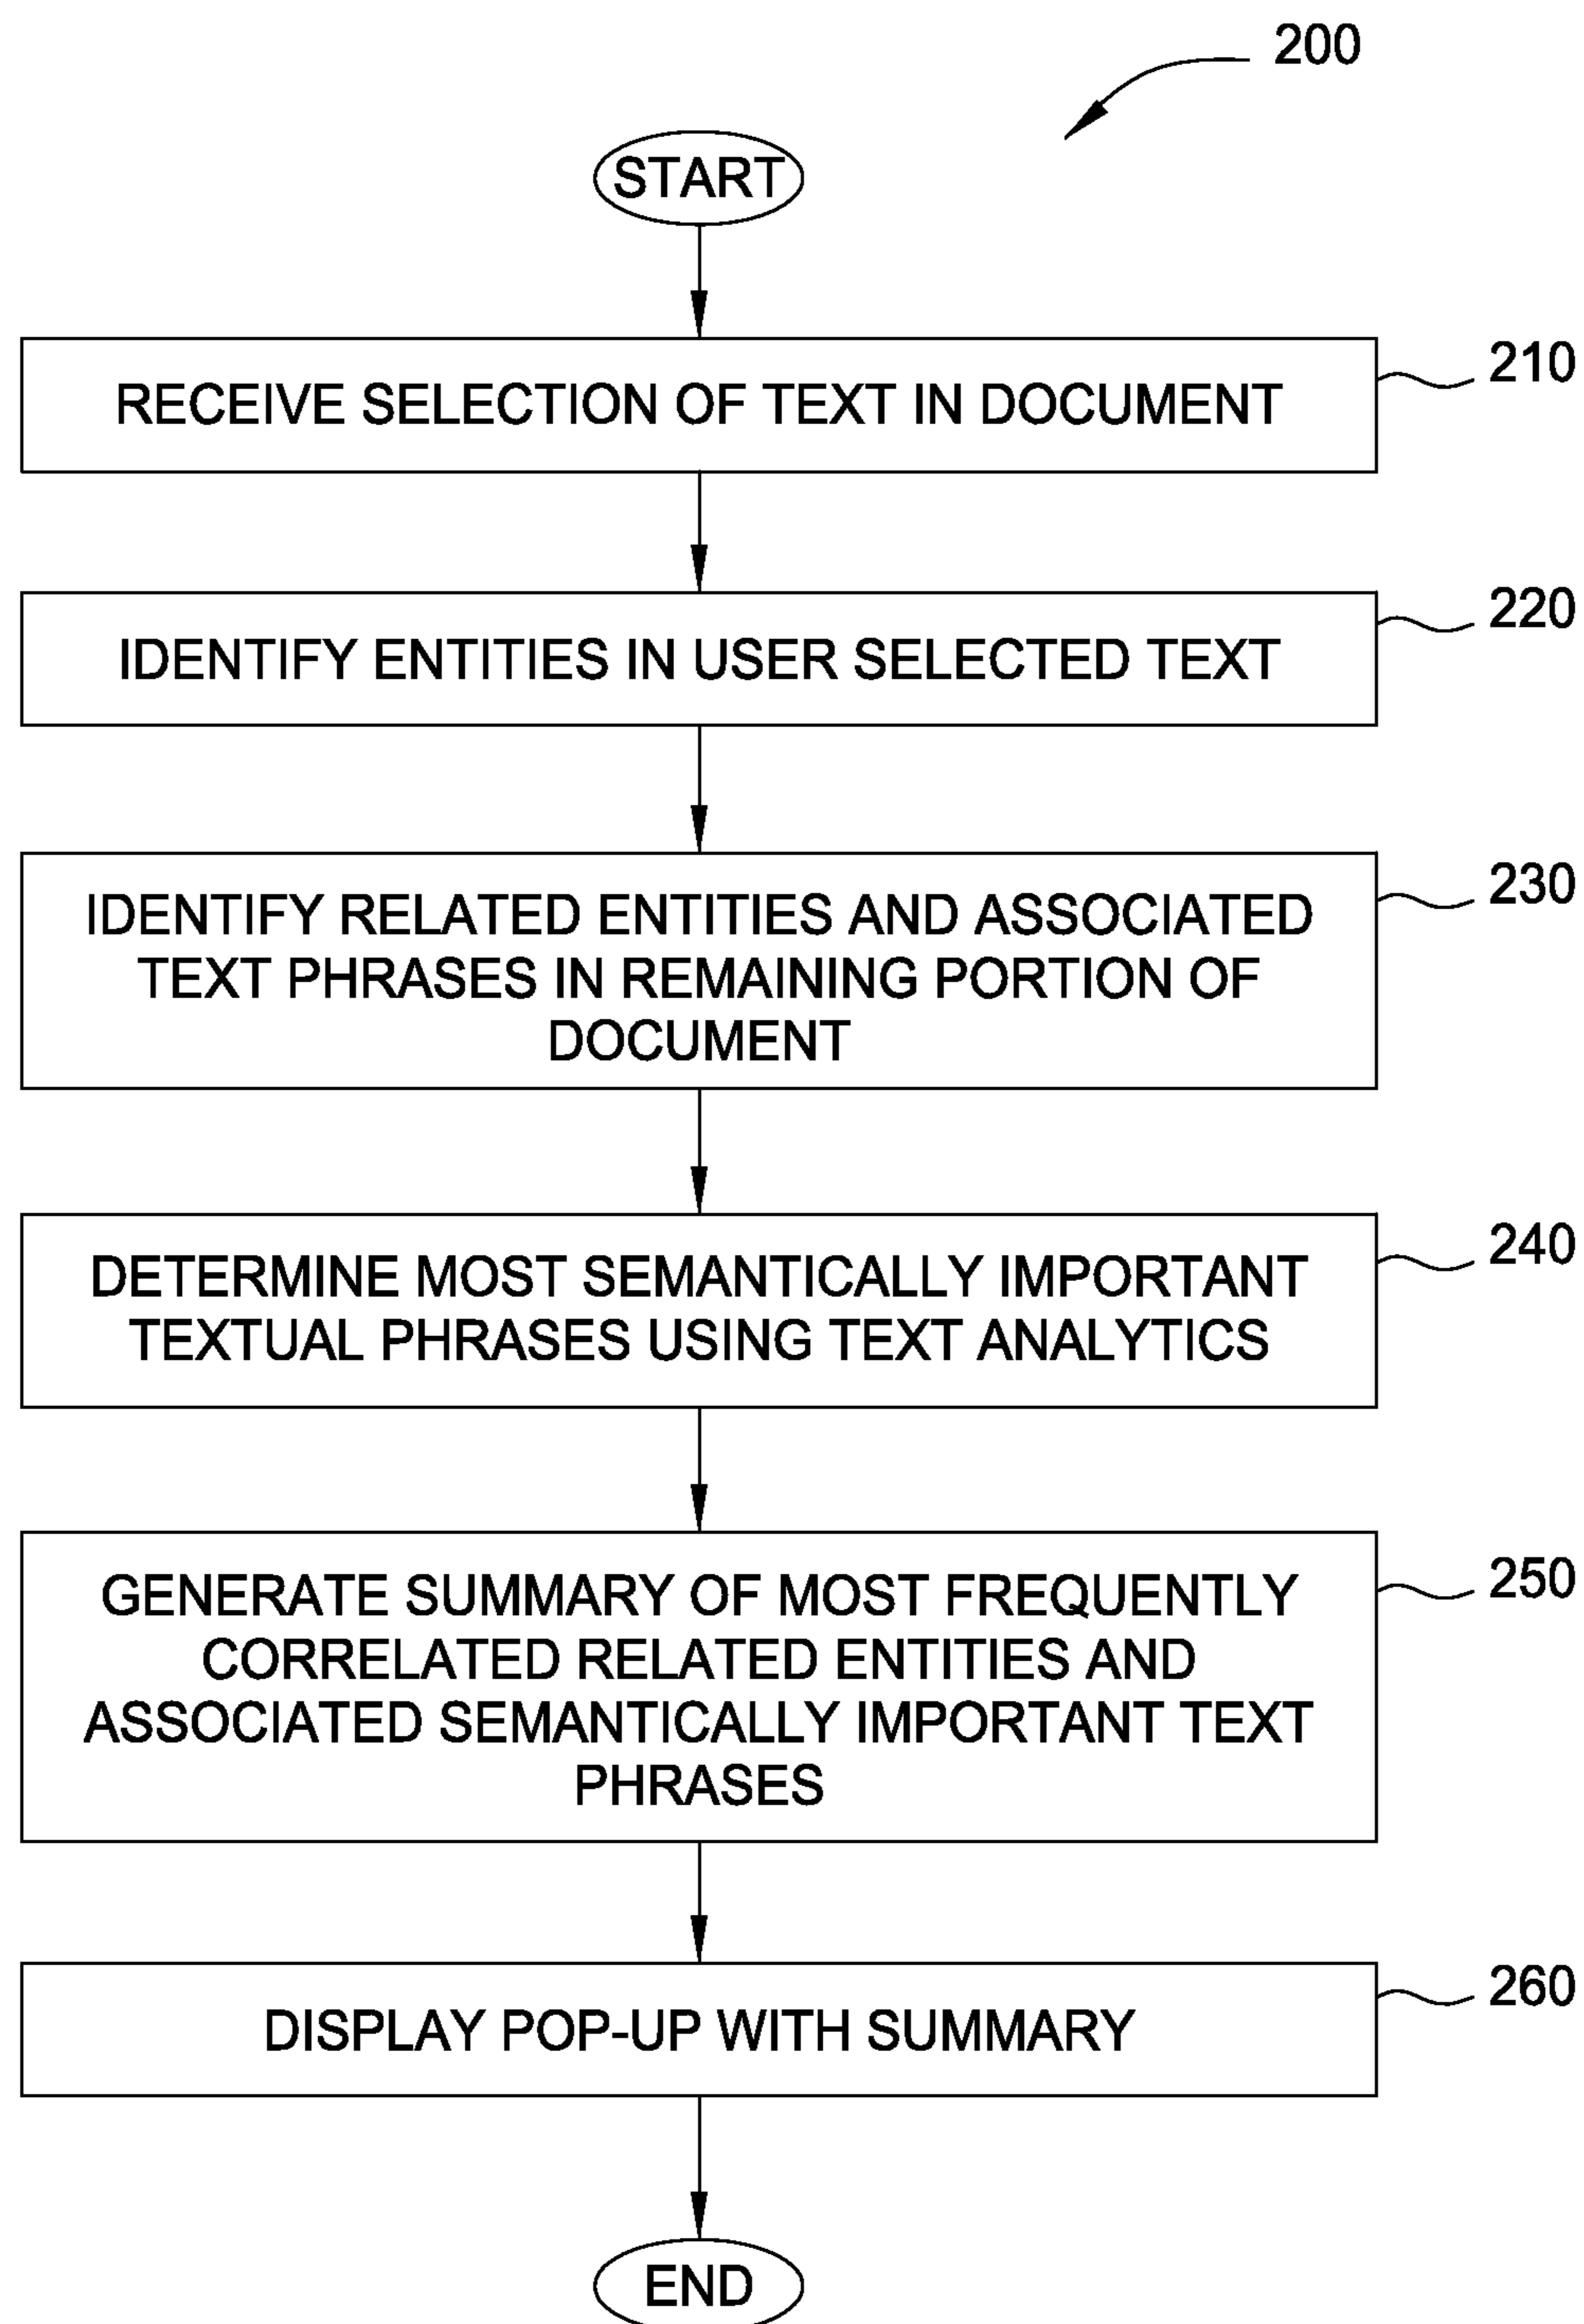 200
START
RECEIVE SELECTION OF TEXT IN DOCUMENT
210
IDENTIFY ENTITIES IN USER SELECTED TEXT
220
IDENTIFY RELATED ENTITIES AND ASSOCIATED
TEXT PHRASES IN REMAINING PORTION OF
DOCUMENT
230
DETERMINE MOST SEMANTICALLY IMPORTANT
TEXTUAL PHRASES USING TEXT ANALYTICS
240
GENERATE SUMMARY OF MOST FREQUENTLY
CORRELATED RELATED ENTITIES AND
ASSOCIATED SEMANTICALLY IMPORTANT TEXT
PHRASES
250
DISPLAY POP-UP WITH SUMMARY
260
END